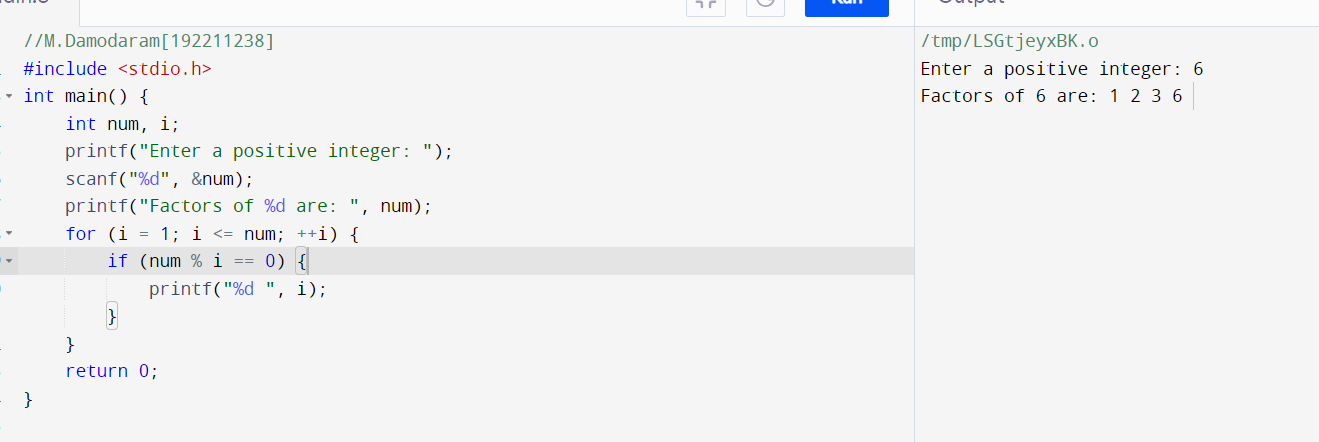 Run
Output
//M.Damodaram[192211238]
#include <stdio.h>
int main() {
    int num, i;
    printf("Enter a positive integer: ");
    scanf("%d", &num);
    printf("Factors of %d are: ", num);
    for (i = 1; i <= num; ++i) {
        if (num % i == 0) {
            printf("%d ", i);
        }
    }
    return 0;
}
/tmp/LSGtjeyxBK.o
Enter a positive integer: 6
Factors of 6 are: 1 2 3 6